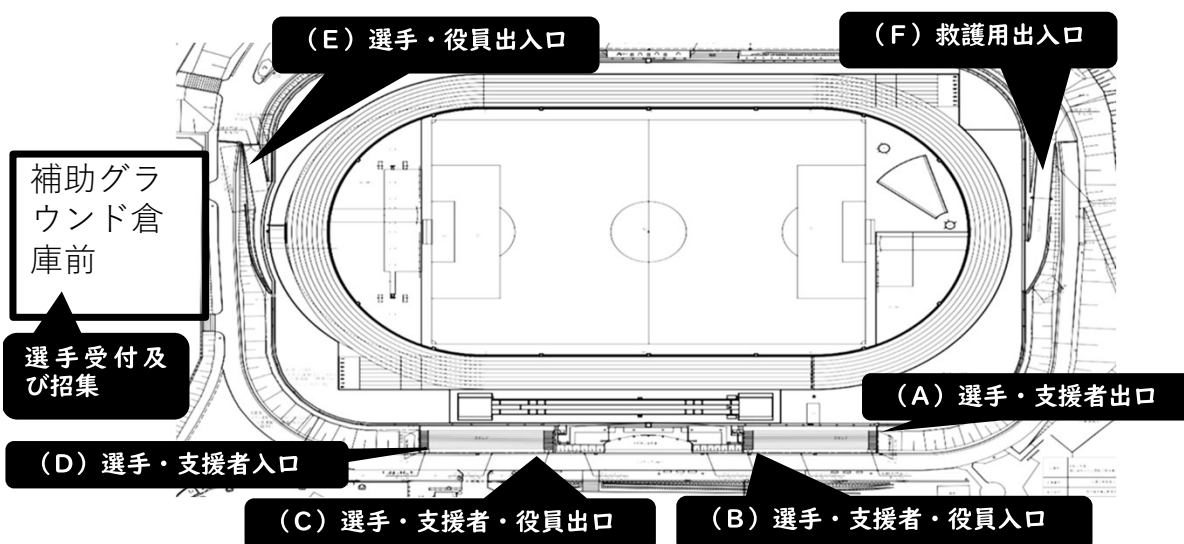 （E）選手・役員出入口
（F）救護用出入口
補助グラ
ウンド倉
庫前
選手受付及
び招集
（A）選手・支援者出口
（D）選手・支援者入口
（C）選手・支援者・役員出口
（B）選手・支援者・役員入口